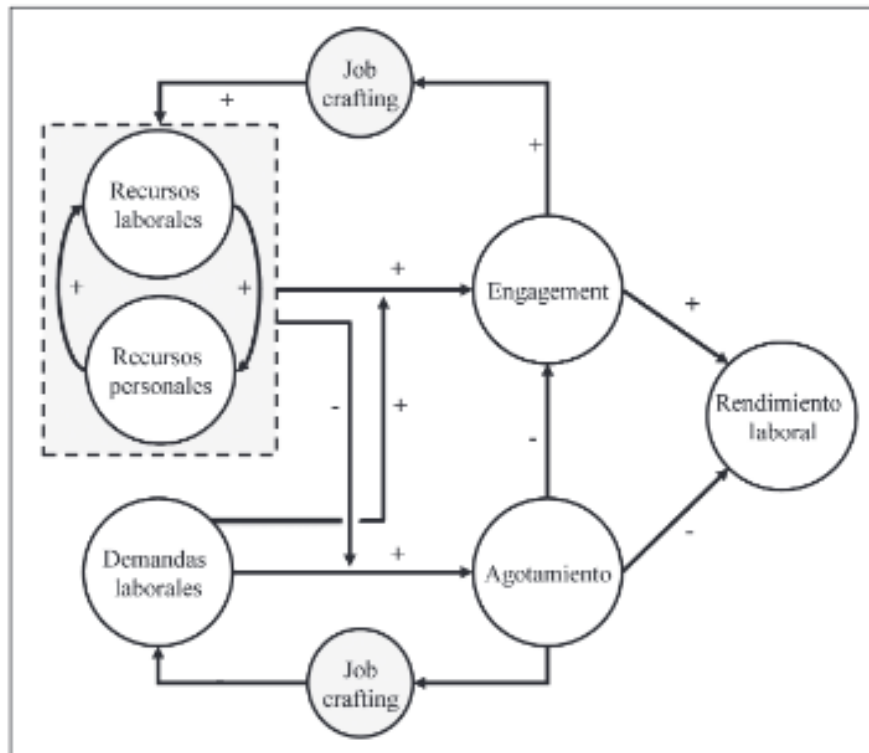 Job
crafting
+
+
Recursos
laborales
+
+
+
Engagement
+
Recursos
personales
-
+
-
Rendimiento
laboral
Demandas
laborales
+
Agotamiento
-
Job
crafting
-